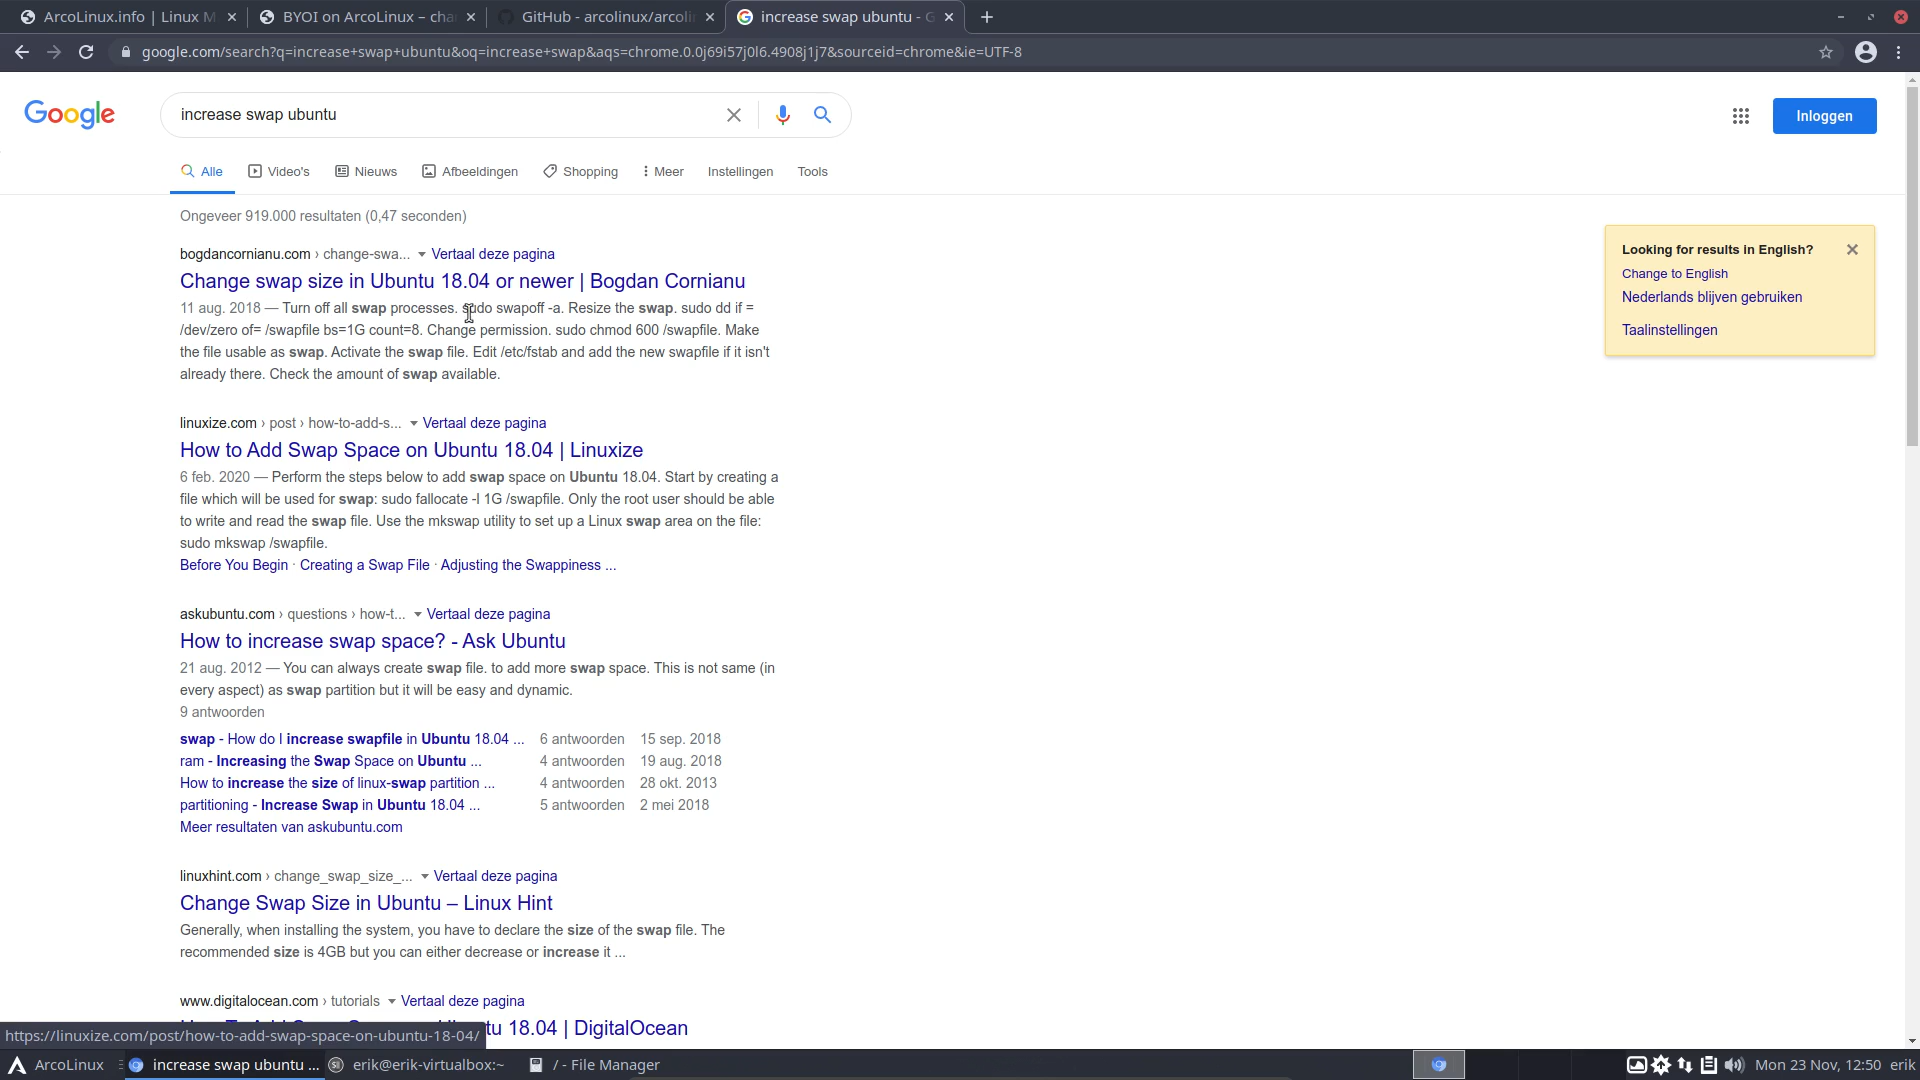 ArcoLinux.info | Linux M
BYOI on ArcoLinux – cha
GitHub - arcolinux/arcoli
increase swap ubuntu - G
google.com/search?q=increase+swap+ubuntu&oq=increase+swap&aqs=chrome.0.0j69i57j0l6.4908j1j7&sourceid=chrome&ie=UTF-8
Google
increase swap ubuntu
Inloggen
Alle
Video's
Nieuws
Afbeeldingen
Shopping
Meer
Instellingen
Tools
Ongeveer 919.000 resultaten (0,47 seconden)
bogdancornianu.com › change-swa... Vertaal deze pagina
Change swap size in Ubuntu 18.04 or newer | Bogdan Cornianu
11 aug. 2018 — Turn off all swap processes. sudo swapoff -a. Resize the swap. sudo dd if =
/dev/zero of= /swapfile bs=1G count=8. Change permission. sudo chmod 600 /swapfile. Make
the file usable as swap. Activate the swap file. Edit /etc/fstab and add the new swapfile if it isn't
already there. Check the amount of swap available.
Looking for results in English?
Change to English
Nederlands blijven gebruiken
Taalinstellingen
linuxize.com › post › how-to-add-s... Vertaal deze pagina
How to Add Swap Space on Ubuntu 18.04 | Linuxize
6 feb. 2020 — Perform the steps below to add swap space on Ubuntu 18.04. Start by creating a
file which will be used for swap: sudo fallocate -l 1G /swapfile. Only the root user should be able
to write and read the swap file. Use the mkswap utility to set up a Linux swap area on the file:
sudo mkswap /swapfile.
Before You Begin · Creating a Swap File · Adjusting the Swappiness ...
askubuntu.com › questions › how-t... Vertaal deze pagina
How to increase swap space? - Ask Ubuntu
21 aug. 2012 — You can always create swap file. to add more swap space. This is not same (in
every aspect) as swap partition but it will be easy and dynamic.
9 antwoorden
swap - How do I increase swapfile in Ubuntu 18.04 ... 6 antwoorden 15 sep. 2018
ram - Increasing the Swap Space on Ubuntu ... 4 antwoorden 19 aug. 2018
How to increase the size of linux-swap partition ... 4 antwoorden 28 okt. 2013
partitioning - Increase Swap in Ubuntu 18.04 ... 5 antwoorden 2 mei 2018
Meer resultaten van askubuntu.com
linuxhint.com › change_swap_size_... Vertaal deze pagina
Change Swap Size in Ubuntu – Linux Hint
Generally, when installing the system, you have to declare the size of the swap file. The
recommended size is 4GB but you can either decrease or increase it ...
www.digitalocean.com › tutorials Vertaal deze pagina
tu 18.04 | DigitalOcean
https://linuxize.com/post/how-to-add-swap-space-on-ubuntu-18-04/
ArcoLinux
increase swap ubuntu ...
erik@erik-virtualbox:~
/ - File Manager
Mon 23 Nov, 12:50 erik